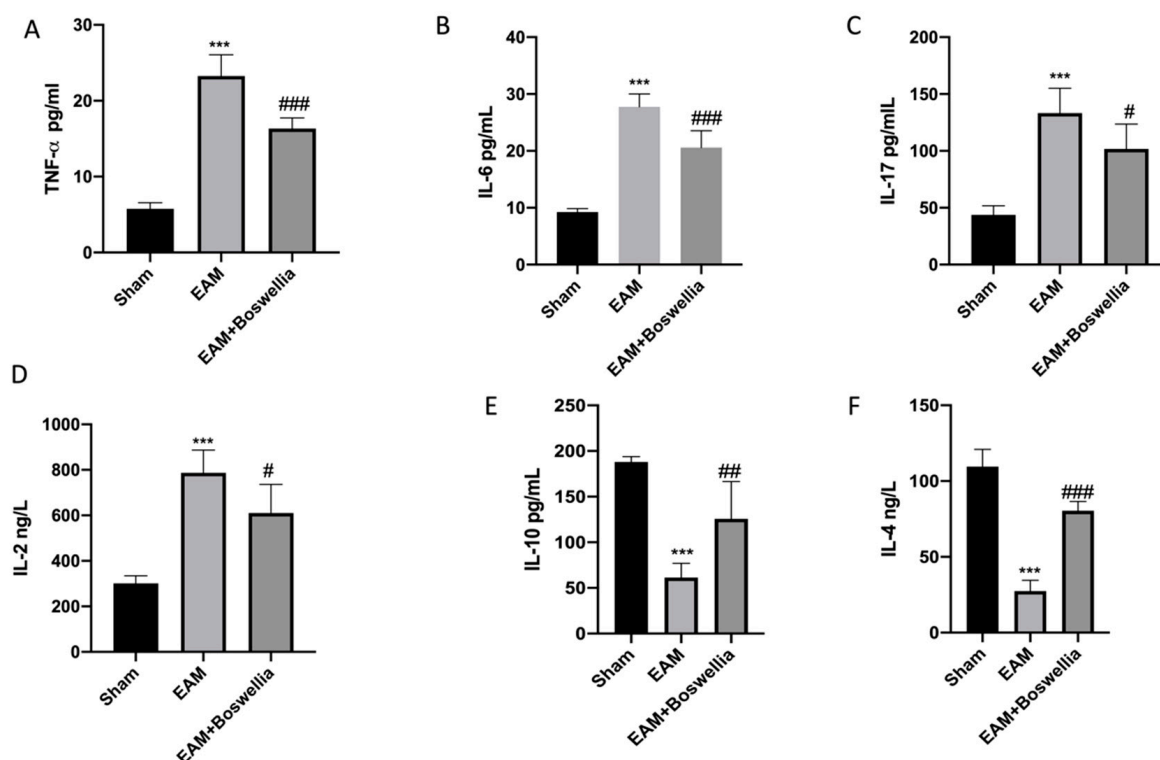 A
TNF-α pg/ml
30
20
10
0
***
###
Sham
EAM
EAM+Boswellia
B
IL-6 pg/mL
40
30
20
10
0
***
###
Sham
EAM
EAM+Boswellia
C
IL-17 pg/mlL
200
150
100
50
0
***
#
Sham
EAM
EAM+Boswellia
D
IL-2 ng/L
1000
800
600
400
200
0
***
#
Sham
EAM
EAM+Boswellia
E
IL-10 pg/mL
250
200
150
100
50
0
***
##
Sham
EAM
EAM+Boswellia
F
IL-4 ng/L
150
100
50
0
***
###
Sham
EAM
EAM+Boswellia